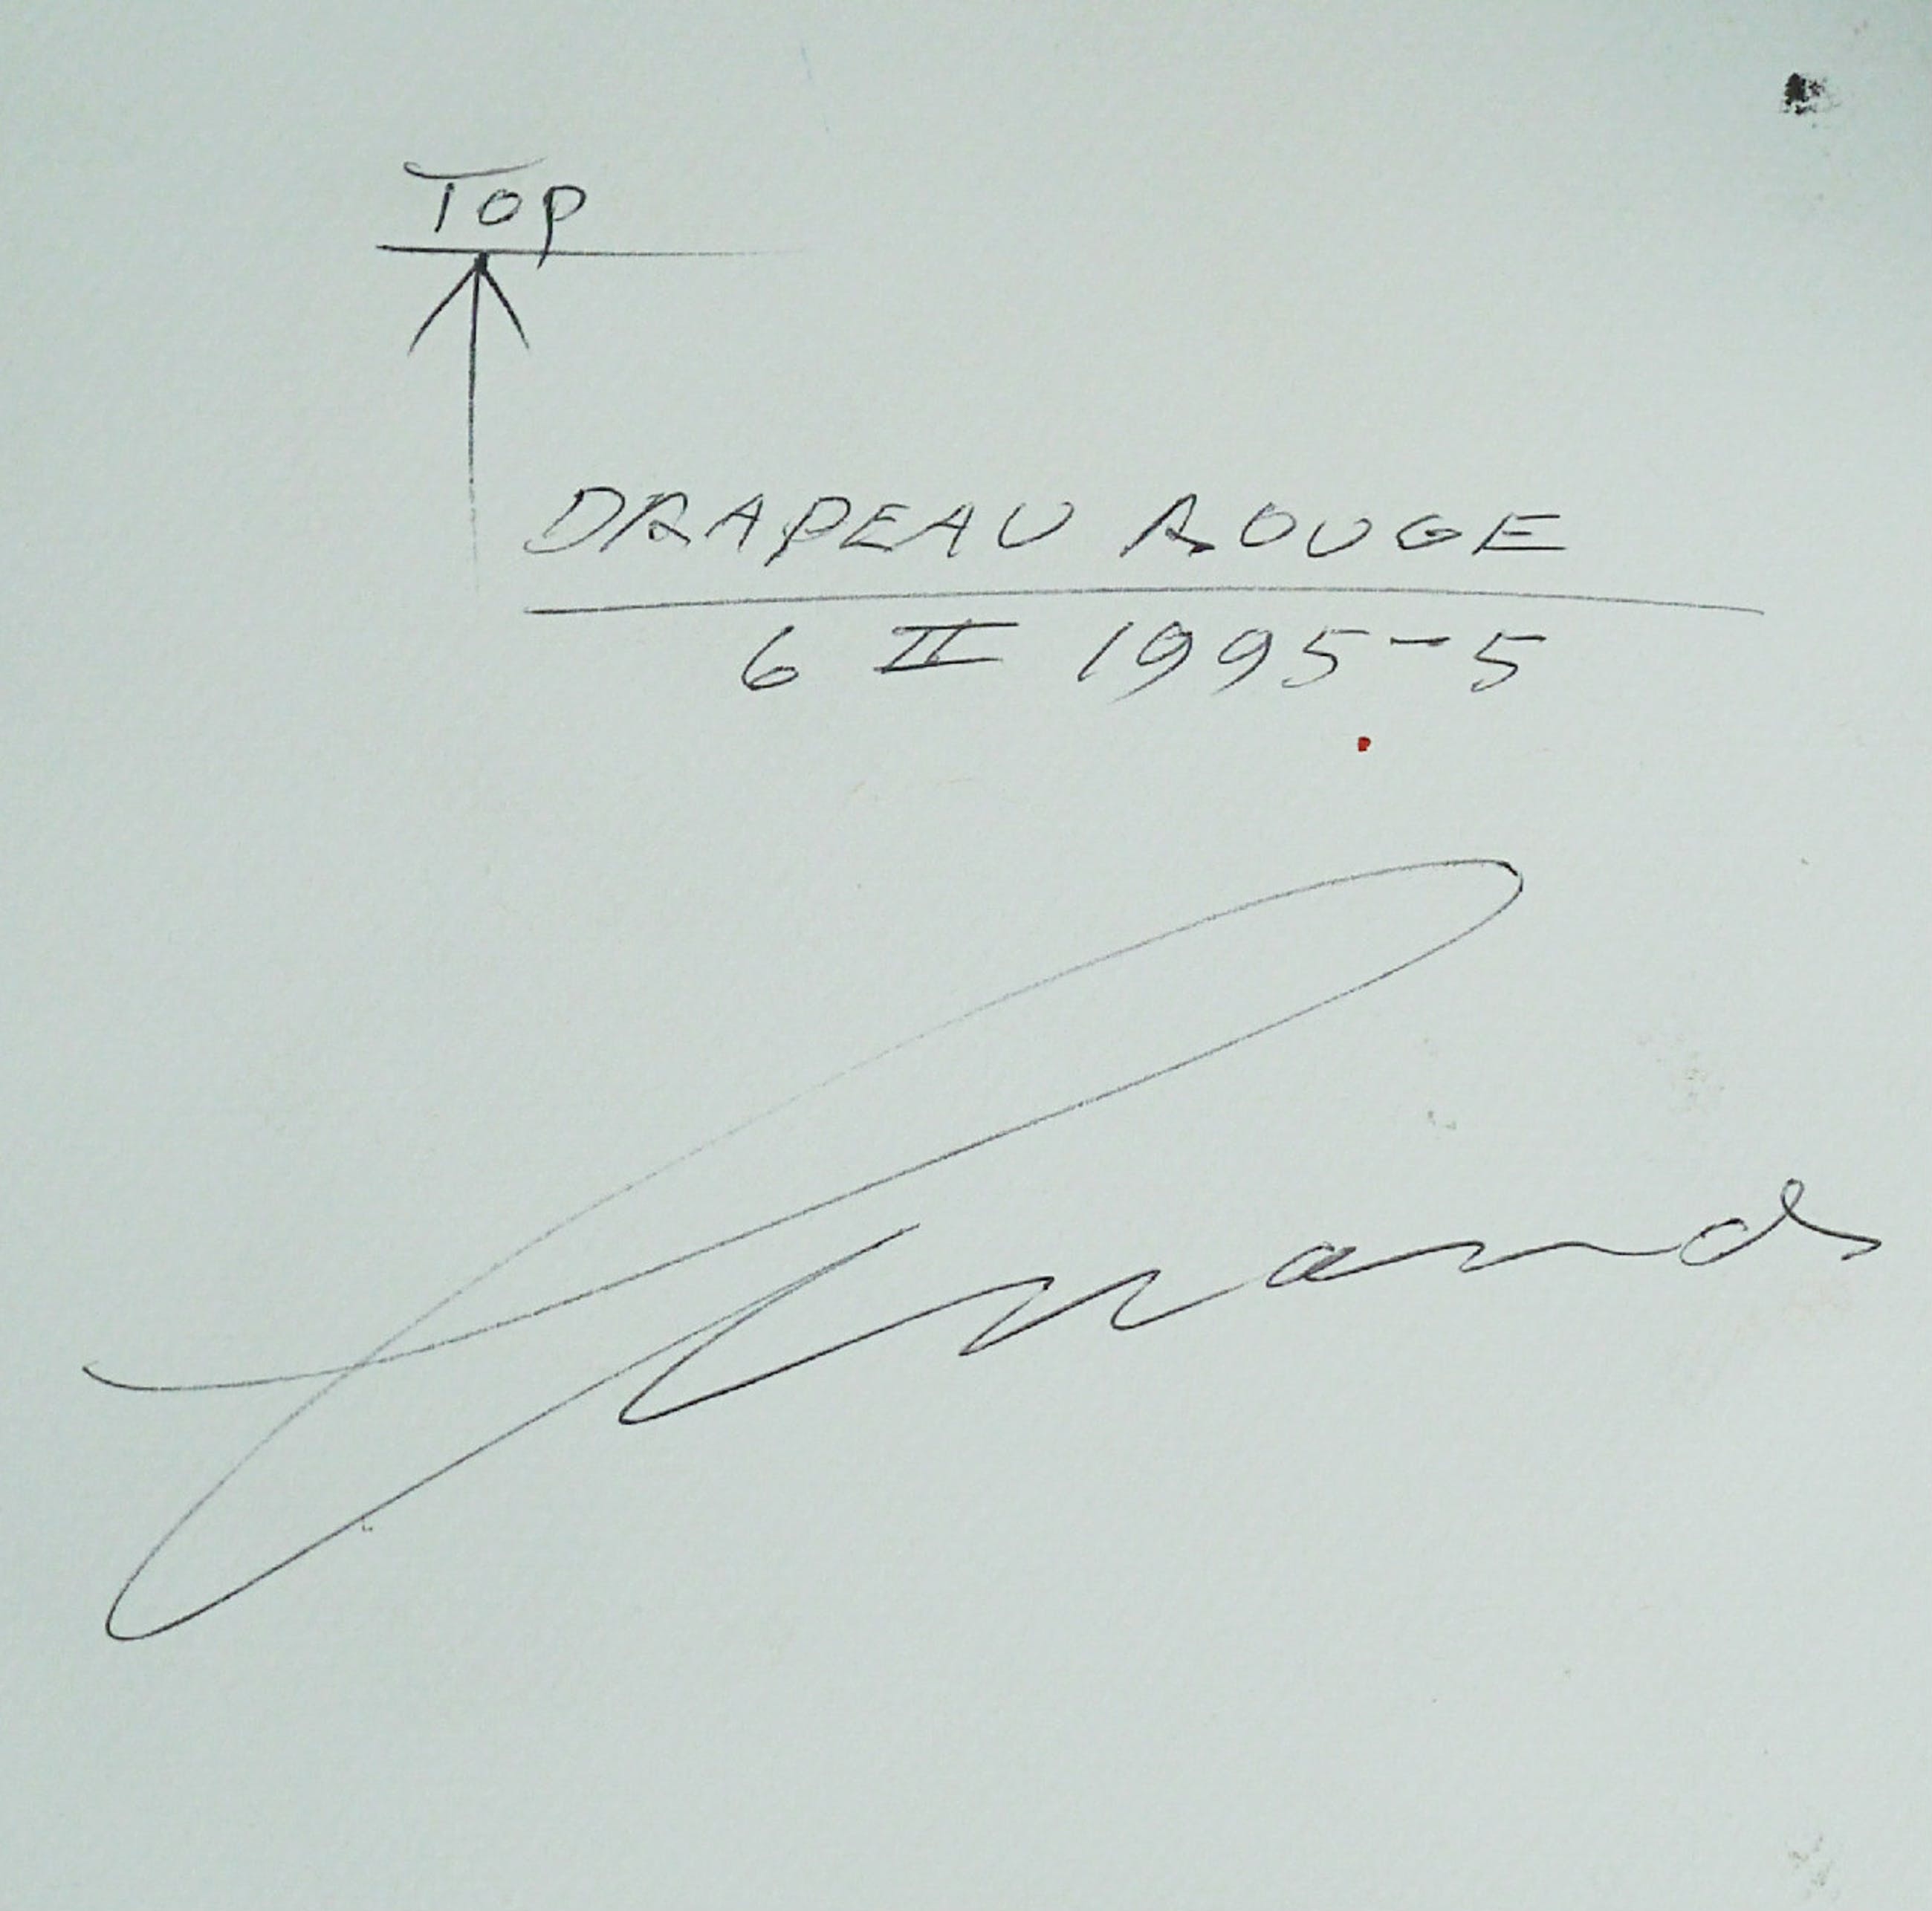 Top
DRAPEAU ROUGE
6 II 1995-5